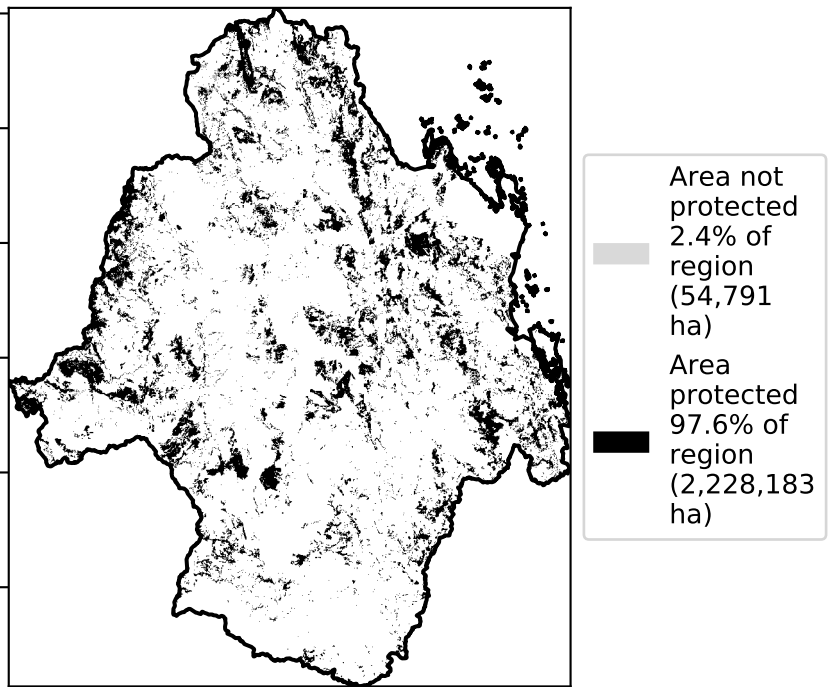 Area not
protected
2.4% of
region
(54,791
ha)
Area
protected
97.6% of
region
(2,228,183
ha)